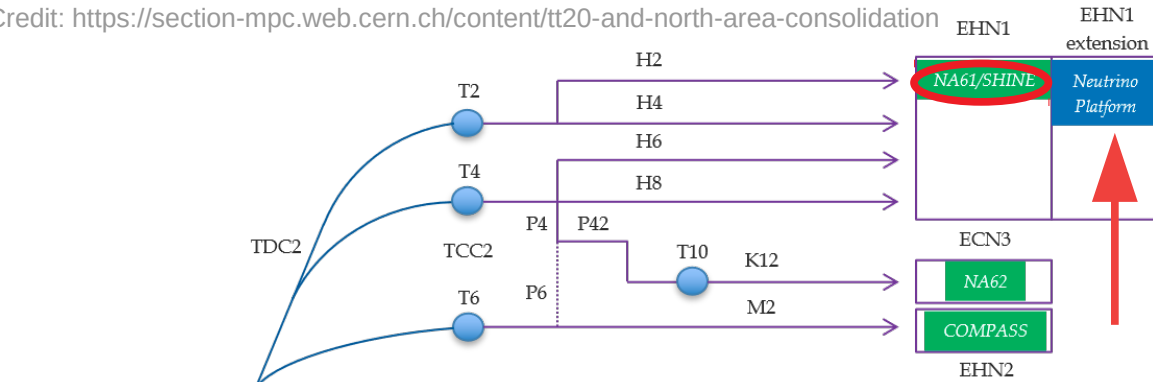 Credit: https://section-mpc.web.cern.ch/content/tt20-and-north-area-consolidation
EHN1
EHN1
extension
H2
NA61/SHINE
Neutrino
Platform
T2
H4
H6
T4
H8
P4
P42
TDC2
TCC2
ECN3
T10
K12
NA62
T6
P6
M2
COMPASS
EHN2